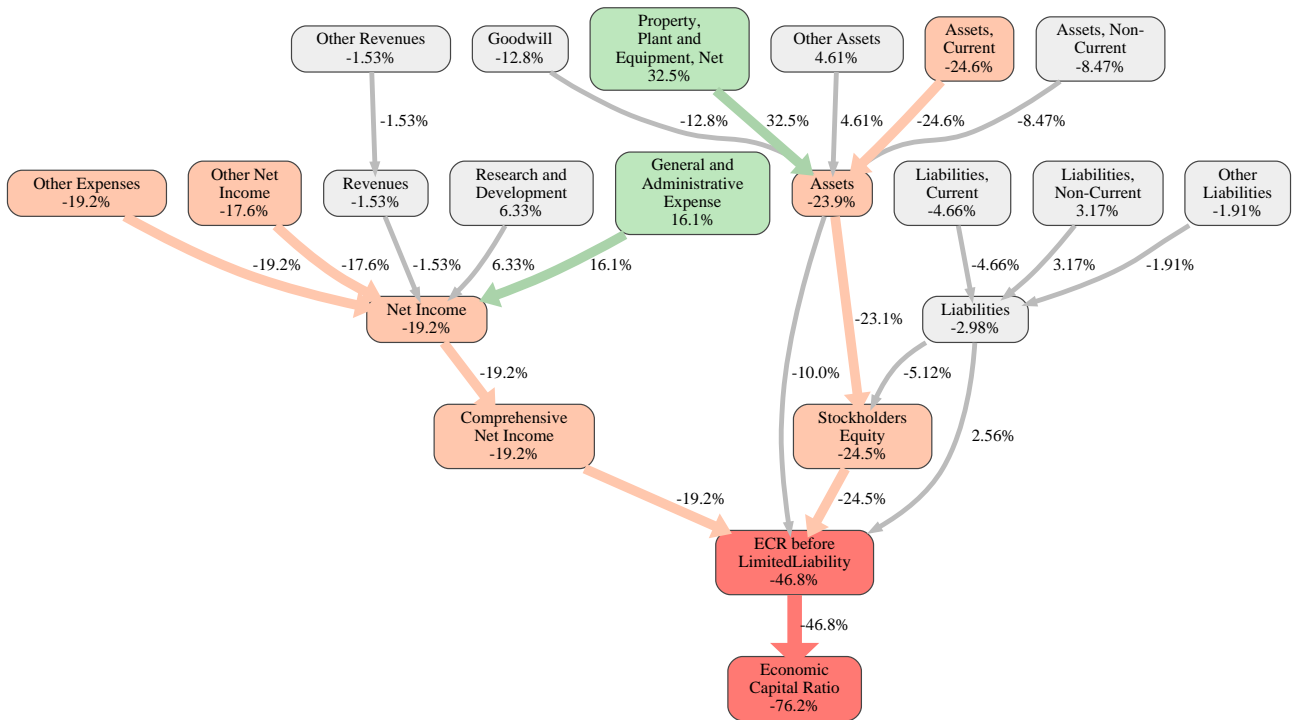 Other Revenues
-1.53%
Goodwill
-12.8%
Property,
Plant and
Equipment, Net
32.5%
Other Assets
4.61%
Assets,
Current
-24.6%
Assets, Non-
Current
-8.47%
-1.53%
-12.8%
32.5%
4.61%
-24.6%
-8.47%
Other Expenses
-19.2%
Other Net
Income
-17.6%
Revenues
-1.53%
Research and
Development
6.33%
General and
Administrative
Expense
16.1%
Assets
-23.9%
Liabilities,
Current
-4.66%
Liabilities,
Non-Current
3.17%
Other
Liabilities
-1.91%
-19.2%
-17.6%
-1.53%
6.33%
16.1%
-4.66%
3.17%
-1.91%
Net Income
-19.2%
-23.1%
Liabilities
-2.98%
-19.2%
-10.0%
-5.12%
Comprehensive
Net Income
-19.2%
Stockholders
Equity
-24.5%
2.56%
-19.2%
-24.5%
ECR before
LimitedLiability
-46.8%
-46.8%
Economic
Capital Ratio
-76.2%